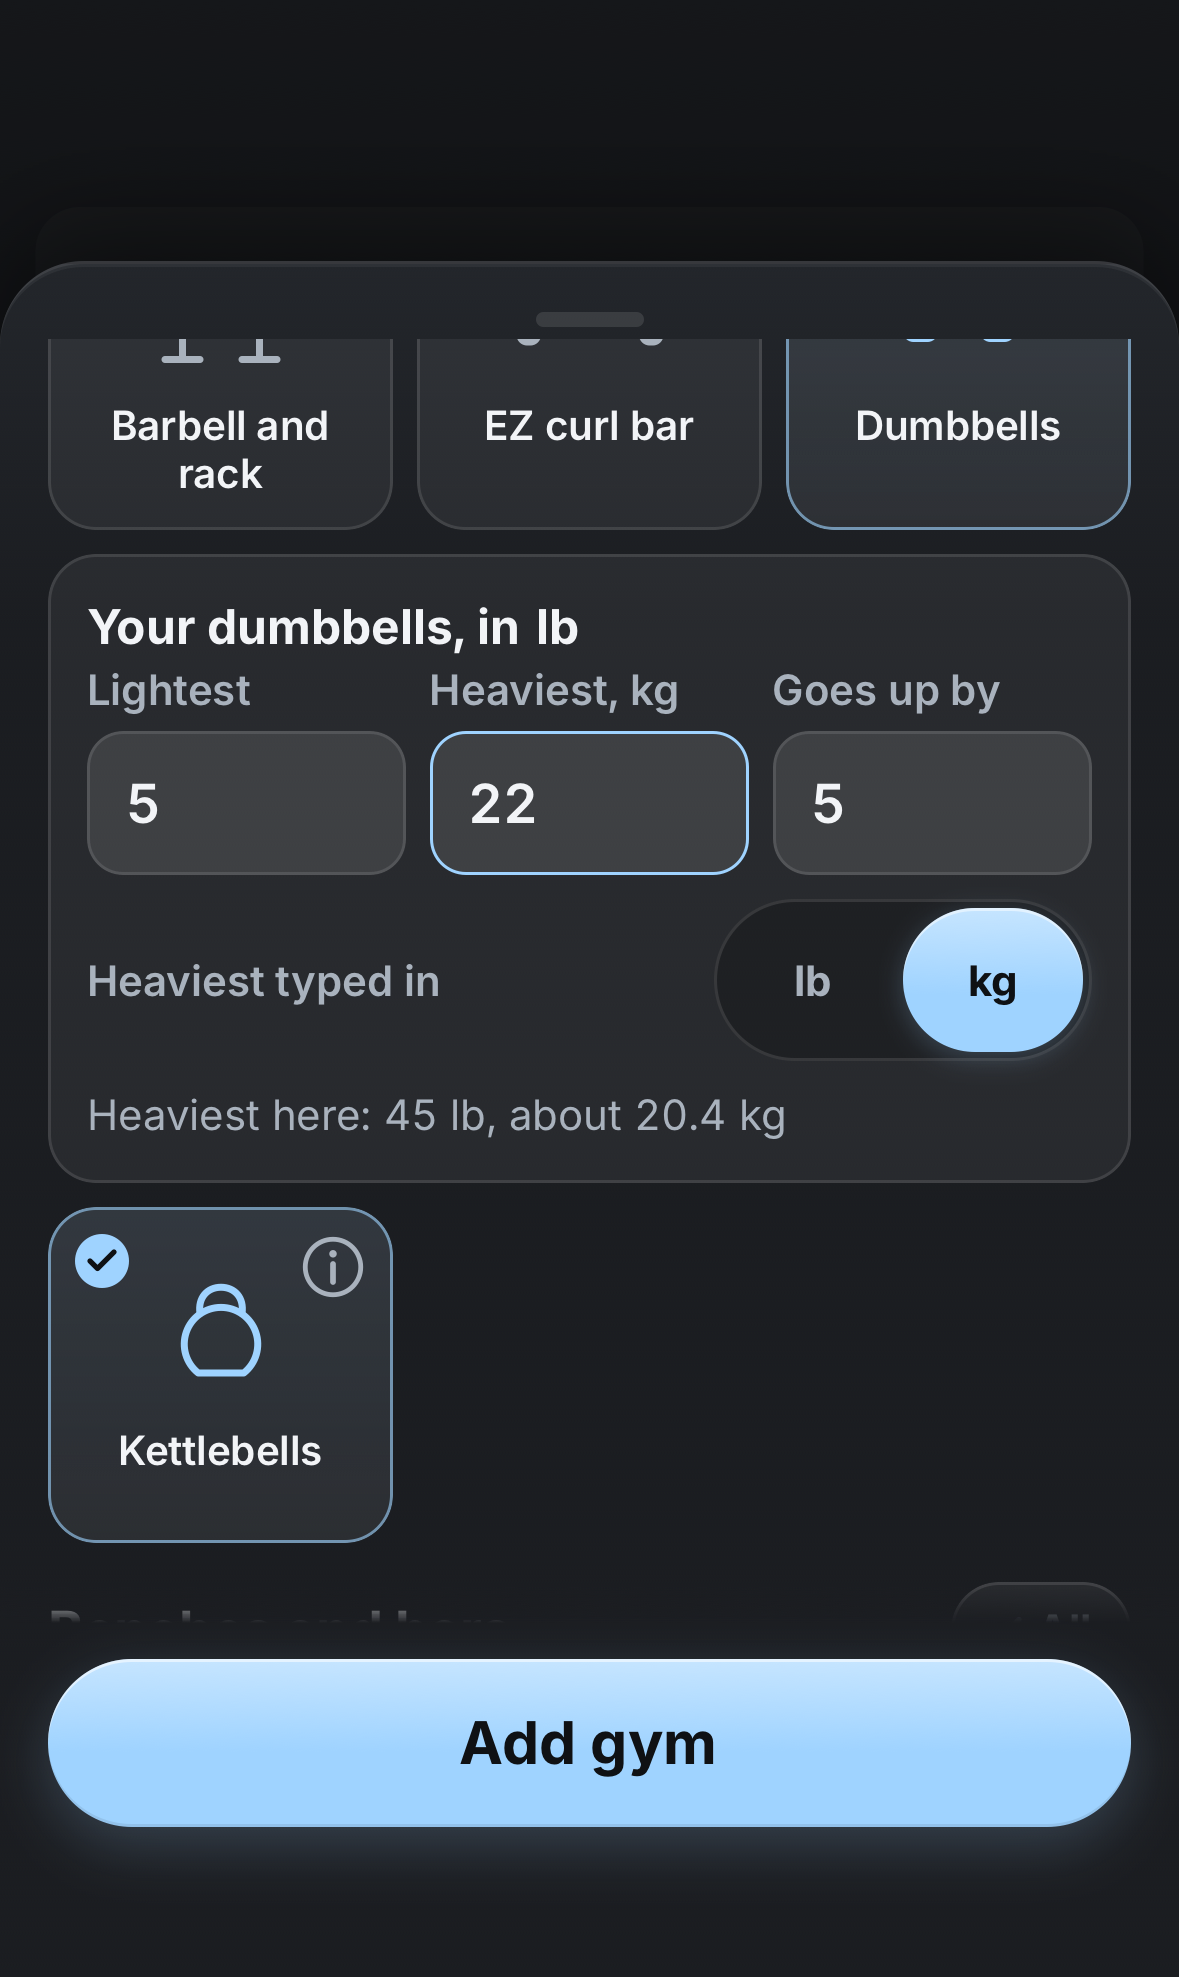 Barbell and
rack
EZ curl bar
Dumbbells
Your dumbbells, in lb
Lightest
Heaviest, kg
Goes up by
5
22
5
Heaviest typed in
lb
kg
Heaviest here: 45 lb, about 20.4 kg
Kettlebells
All
Add gym